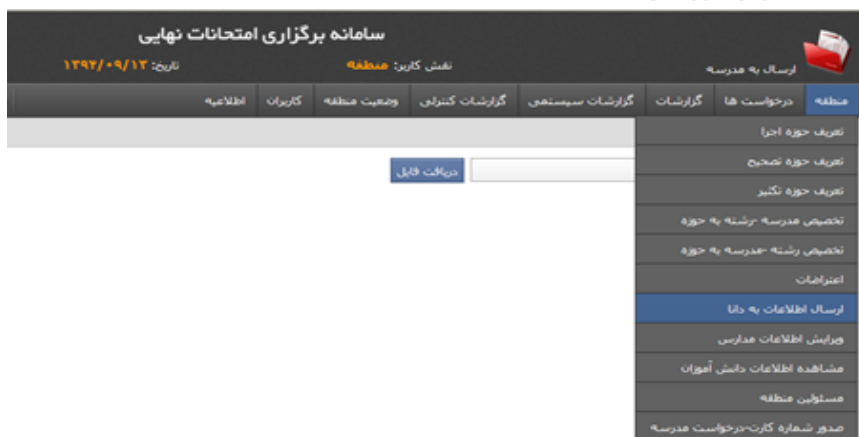 سامانه برگزاری امتحانات نهایی
ارسال به مدرسه
نقش کاربر: منطقه
تاریخ: ۱۳۹۴/۰۹/۱۳
منطقه درخواست ها گزارشات گزارشات سیستمی گزارشات کنترلی وضعیت منطقه کاربران اطلاعیه
تعریف حوزه اجرا
تعریف حوزه تصحیح
دریافت فایل
تعریف حوزه تکثیر
تخصیص مدرسه -رشته به حوزه
تخصیص رشته -مدرسه به حوزه
اعتراضات
ارسال اطلاعات به دانا
ویرایش اطلاعات مدارس
مشاهده اطلاعات دانش آموزان
مسئولین منطقه
صدور شماره کارت-درخواست مدرسه